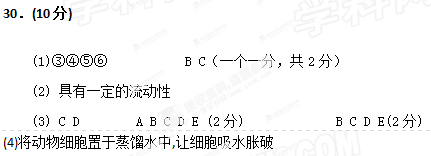 30．(10分)
(1)③④⑤⑥ B C（一个一分，共 2 分）
(2) 具有一定的流动性
(3) C D A B C D E (2 分) B C D E(2 分)
(4)将动物细胞置于蒸馏水中,让细胞吸水胀破